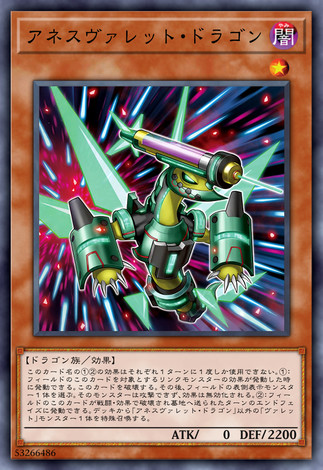 アネスヴァレット・ドラゴン
闇
【ドラゴン族/効果】
このカード名の①②の効果はそれぞれ1ターンに1度しか使用できない。①:
フィールドのこのカードを対象とするリンクモンスターの効果が発動した時
に発動できる。このカードを破壊する。その後、フィールドの表側表示モンスタ
ー1体を選ぶ。そのモンスターは攻撃できず、効果は無効化される。②:フィー
ルドのこのカードが戦闘・効果で破壊され墓地へ送られたターンのエンドフェ
イズに発動できる。デッキから「アネスヴァレット・ドラゴン」以外の「ヴァレッ
ト」モンスター1体を特殊召喚する。
ATK/ 0 DEF/2200
53266486